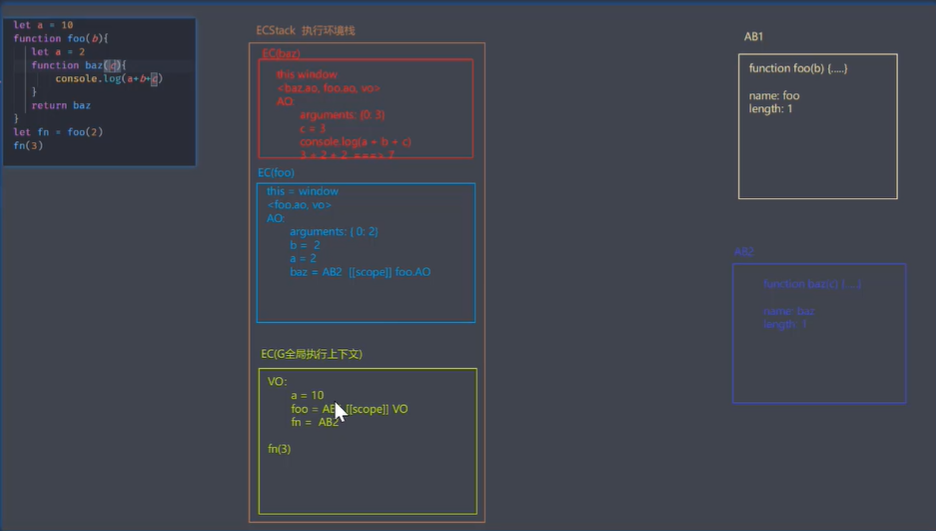 let a = 10
function foo(b){
let a = 2
function baz(c){
console.log(a+b+c)
}
return baz
}
let fn = foo(2)
fn(3)
ECStack 执行环境栈
EC(baz)
this window
<baz.ao, foo.ao, vo>
AO:
arguments: {0: 3}
c = 3
console.log(a + b + c)
3 + 2 + 2 ===> 7
EC(foo)
this = window
<foo.ao, vo>
AO:
arguments: { 0: 2}
b = 2
a = 2
baz = AB2 [[scope]] foo.AO
EC(G全局执行上下文)
VO:
a = 10
foo = [[scope]] VO
fn = AB2
fn(3)
AB1
function foo(b) {.....}
name: foo
length: 1
AB2
function baz(c) { ... }
name: baz
length: 1